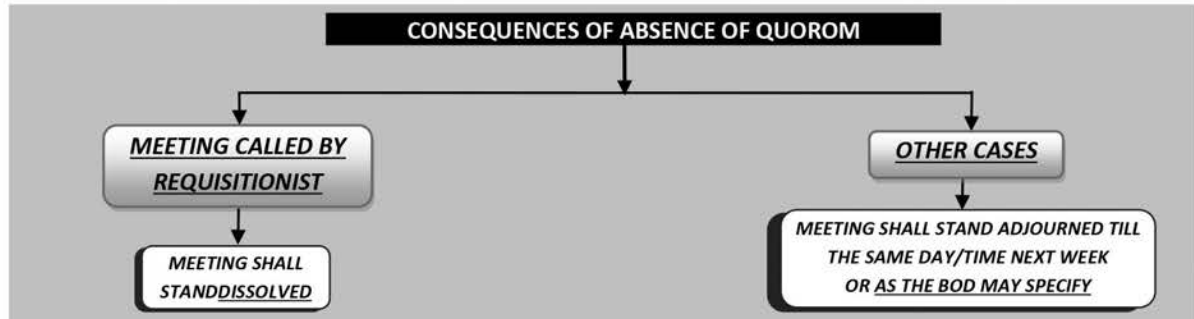 CONSEQUENCES OF ABSENCE OF QUOROM
MEETING CALLED BY
REQUISITIONIST
MEETING SHALL
STANDDISSOLVED
OTHER CASES
MEETING SHALL STAND ADJOURNED TILL
THE SAME DAY/TIME NEXT WEEK
OR AS THE BOD MAY SPECIFY